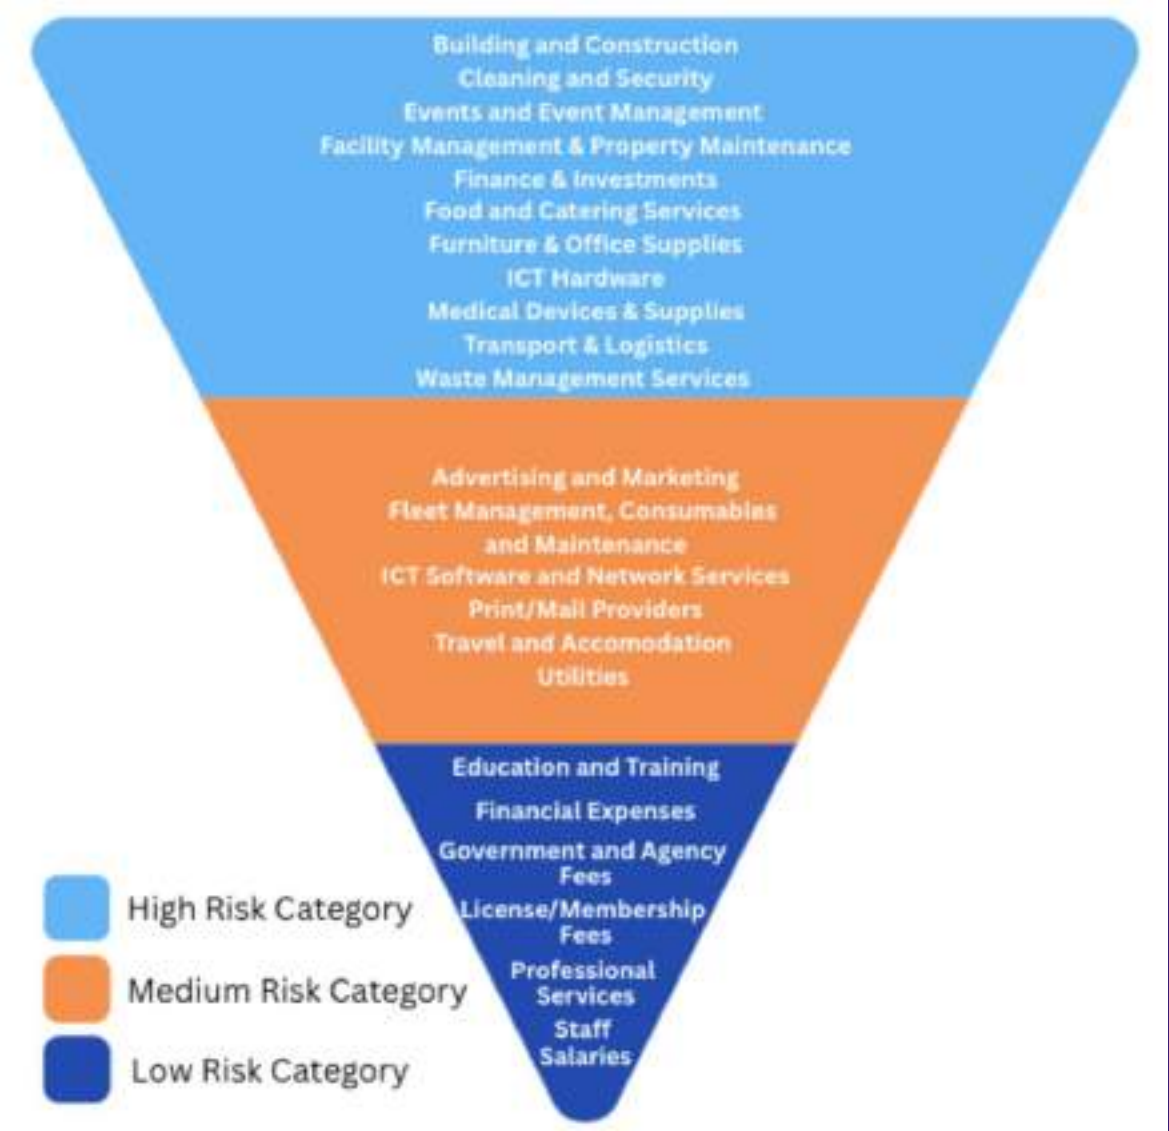 Building and Construction
Cleaning and Security
Events and Event Management
Facility Management & Property Maintenance
Finance & Investments
Food and Catering Services
Furniture & Office Supplies
ICT Hardware
Medical Devices & Supplies
Transport & Logistics
Waste Management Services
Advertising and Marketing
Fleet Management, Consumables
and Maintenance
ICT Software and Network Services
Print/Mail Providers
Travel and Accomodation
Utilities
Education and Training
Financial Expenses
Government and Agency
Fees
License/Membership
Fees
Professional
Services
Staff
Salaries
High Risk Category
Medium Risk Category
Low Risk Category